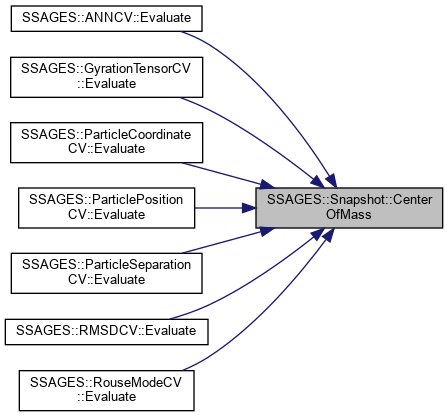 SSAGES::ANNCV::Evaluate
SSAGES::GyrationTensorCV
::Evaluate
SSAGES::ParticleCoordinate
CV::Evaluate
SSAGES::ParticlePosition
CV::Evaluate
SSAGES::Snapshot::Center
OfMass
SSAGES::ParticleSeparation
CV::Evaluate
SSAGES::RMSDCV::Evaluate
SSAGES::RouseModeCV
::Evaluate